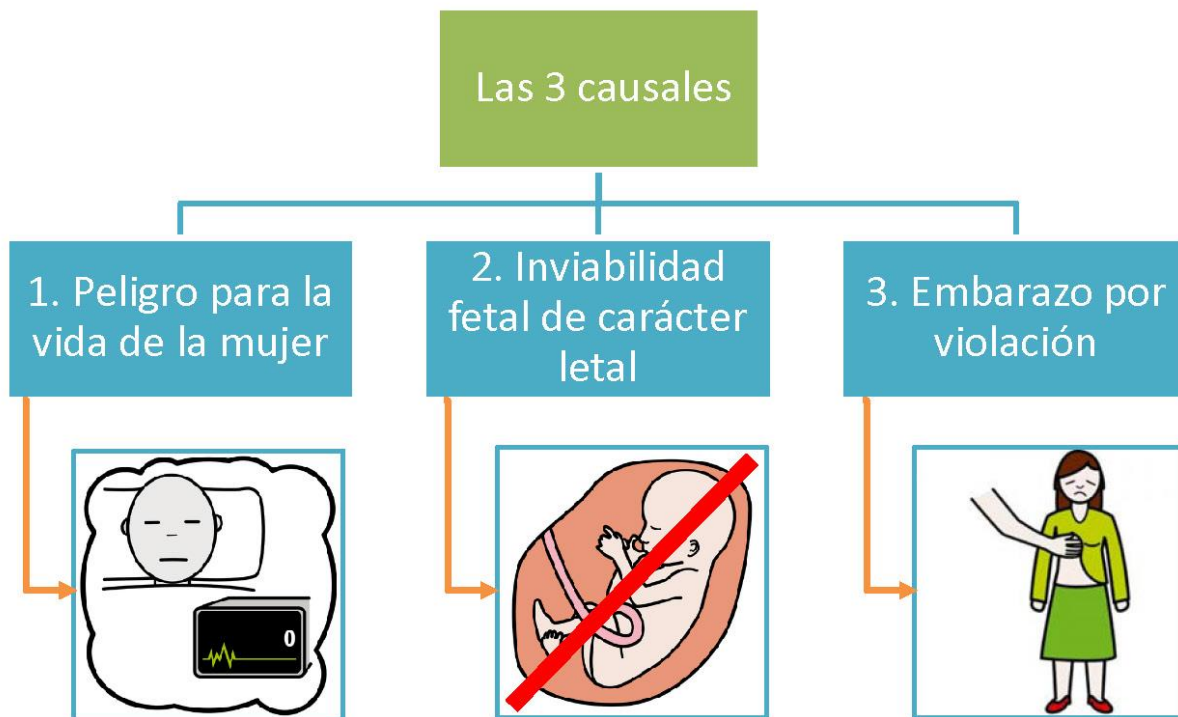 Las 3 causales
1. Peligro para la
vida de la mujer
2. Inviabilidad
fetal de carácter
letal
3. Embarazo por
violación
0